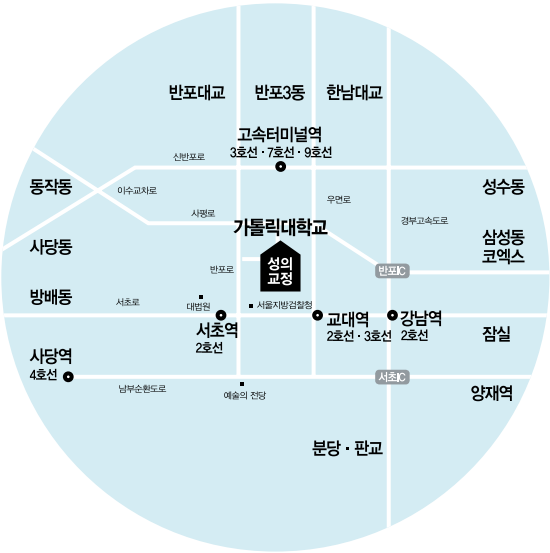 반포대교
반포3동
한남대교
고속터미널역
3호선 · 7호선 · 9호선
신반포로
동작동
이수교차로
성수동
우면로
사평로
경부고속도로
가톨릭대학교
삼성동
코엑스
사당동
성의
교정
반포로
반포IC
방배동
서초로
대법원
서울지방검찰청
서초역
2호선
교대역
2호선 · 3호선
강남역
2호선
잠실
사당역
4호선
남부순환도로
예술의 전당
서초IC
양재역
분당 · 판교